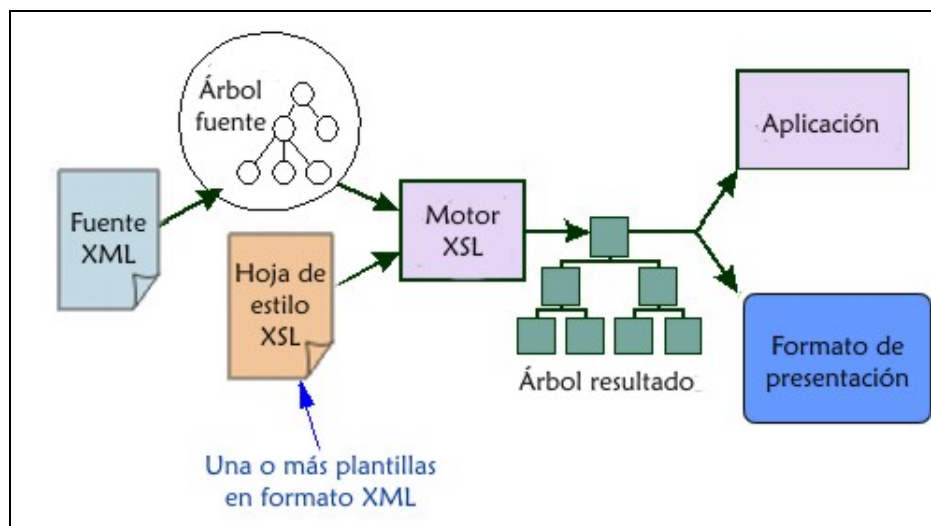 Árbol
fuente
Aplicación
Fuente
XML
Motor
XSL
Hoja de
estilo
XSL
Árbol resultado
Formato de
presentación
Una o más plantillas
en formato XML